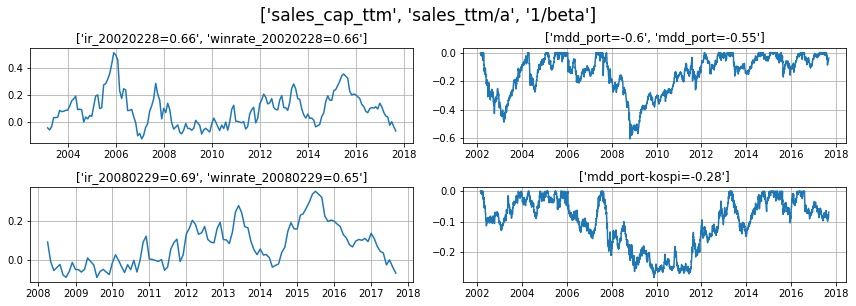 ['sales_cap_ttm', 'sales_ttm/a', '1/beta']
['ir_20020228=0.66', 'winrate_20020228=0.66']
0.4
0.2
0.0
2004 2006 2008 2010 2012 2014 2016 2018
['mdd_port=-0.6', 'mdd_port=-0.55']
0.0
−0.2
−0.4
−0.6
2002 2004 2006 2008 2010 2012 2014 2016 2018
['ir_20080229=0.69', 'winrate_20080229=0.65']
0.2
0.0
2008 2009 2010 2011 2012 2013 2014 2015 2016 2017 2018
['mdd_port-kospi=-0.28']
0.0
−0.1
−0.2
2002 2004 2006 2008 2010 2012 2014 2016 2018